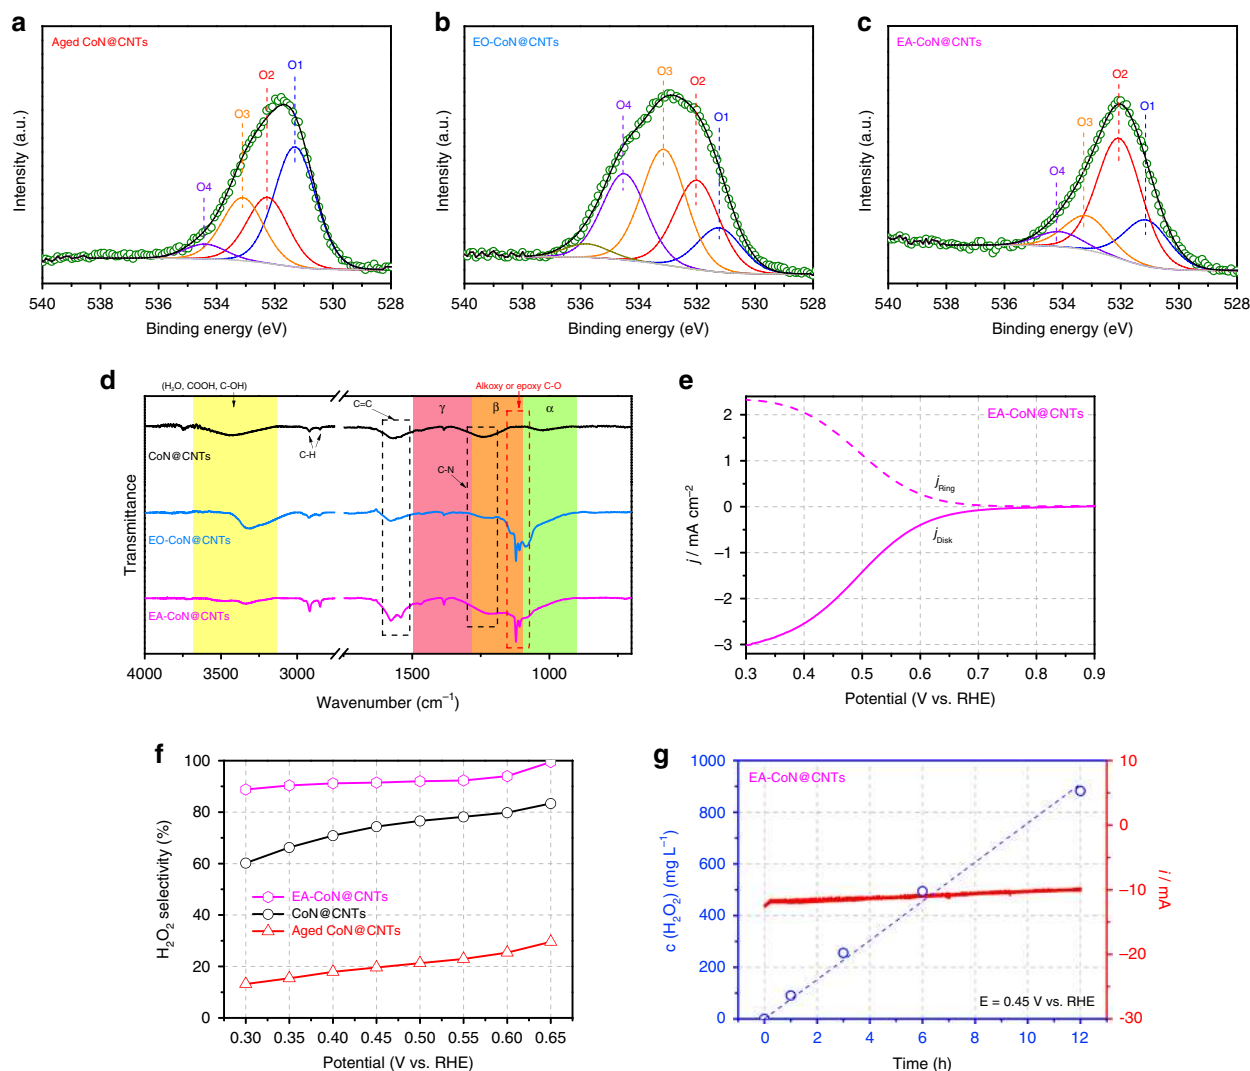 a
Aged CoN@CNTs
O4
O3
O2
O1
Intensity (a.u.)
540 538 536 534 532 530 528
Binding energy (eV)
b
EO-CoN@CNTs
O4
O3
O2
O1
Intensity (a.u.)
540 538 536 534 532 530 528
Binding energy (eV)
c
EA-CoN@CNTs
O4
O3
O2
O1
Intensity (a.u.)
540 538 536 534 532 530 528
Binding energy (eV)
d
(H₂O, COOH, C-OH)
Alkoxy or epoxy C-O
C=C
γ
β
α
CoN@CNTs
C-H
C-N
EO-CoN@CNTs
EA-CoN@CNTs
Transmittance
4000 3500 3000 1500 1000
Wavenumber (cm⁻¹)
e
EA-CoN@CNTs
j Ring
j Disk
j / mA cm⁻²
2
1
0
−1
−2
−3
0.3 0.4 0.5 0.6 0.7 0.8 0.9
Potential (V vs. RHE)
f
100
80
60
40
20
0
H₂O₂ selectivity (%)
EA-CoN@CNTs
CoN@CNTs
Aged CoN@CNTs
0.30 0.35 0.40 0.45 0.50 0.55 0.60 0.65
Potential (V vs. RHE)
g
EA-CoN@CNTs
1000
800
600
400
200
0
c (H₂O₂) (mg L⁻¹)
10
0
−10
−20
-30
i / mA
E = 0.45 V vs. RHE
0 2 4 6 8 10 12
Time (h)